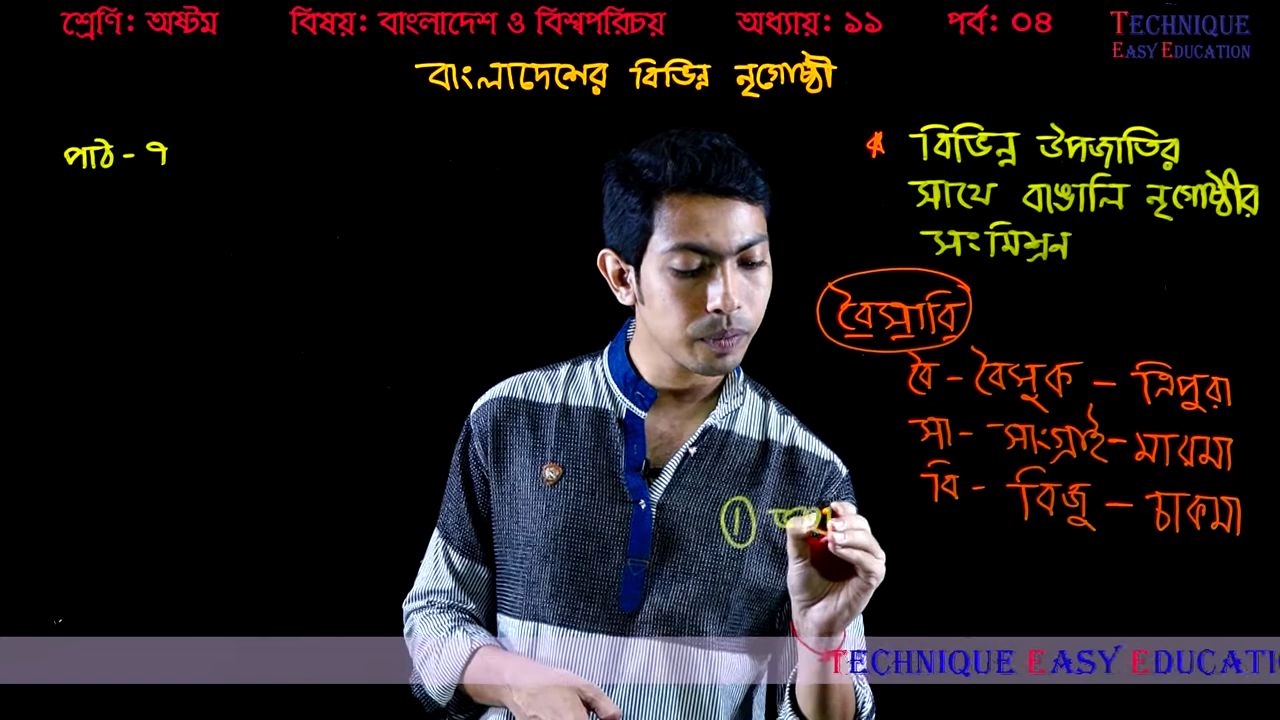 শ্রেণি: অষ্টম বিষয়: বাংলাদেশ ও বিশ্বপরিচয় অধ্যায়: ১১ পর্ব: ০৪
TECHNIQUE
EASY EDUCATION
বাংলাদেশের বিভিন্ন নৃগোষ্ঠী
পাঠ - ৭
* বিভিন্ন উপজাতির
সাথে বাঙালি নৃগোষ্ঠীর
সংমিশ্রন
বৈসাবি
বৈ - বৈসুক - ত্রিপুরা
সা - সাংগ্রাই - মারমা
বি - বিজু - চাকমা
১
TECHNIQUE EASY EDUCATI